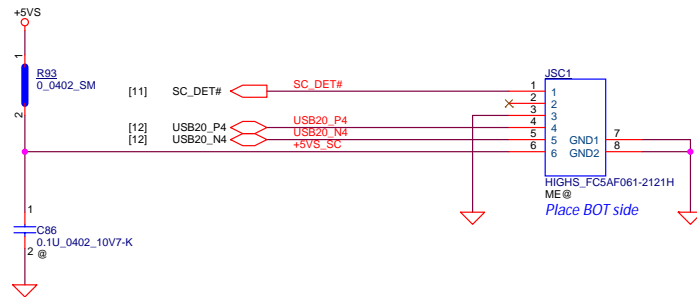 +5VS
1
R93
0_0402_SM
2
[11] SC_DET# SC_DET#
[12] USB20_P4 USB20_P4
[12] USB20_N4 USB20_N4
+5VS_SC
JSC1
1 1
2 2
3 3
4 4
5 5 GND1 7
6 6 GND2 8
HIGHS_FC5AF061-2121H
ME@
Place BOT side
1
C86
0.1U_0402_10V7-K
2 @